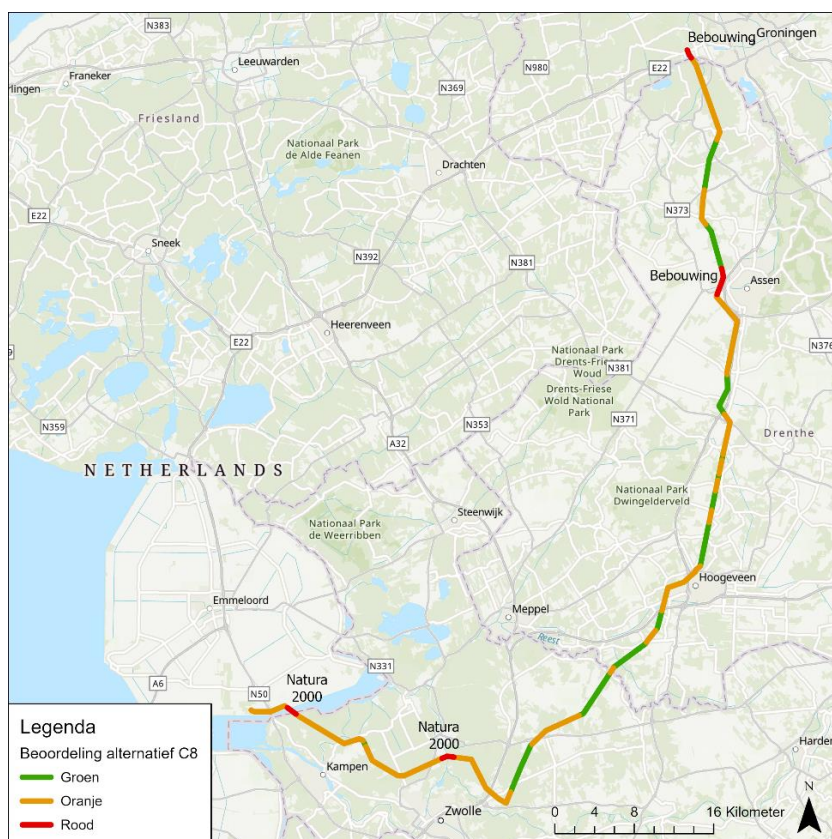 N383
Bebouwing
Groningen
Leeuwarden
Franeker
E22
N980
N369
rlingen
Friesland
Nationaal Park
de Alde Feanen
Drachten
E22
N373
Sneek
N392
N381
Bebouwing
Assen
Heerenveen
E22
N376
Nationaal Park
Drents-Friese
Woud
Drents-Friese
Wold National
Park
N381
N359
N353
N371
A32
Drenthe
NETHERLANDS
Steenwijk
Nationaal Park
Dwingelderveld
Nationaal Park
de Weerribben
Hoogeveen
Emmeloord
Meppel
Reest
N331
A6
N50
Natura
2000
Natura
2000
Harden
Kampen
Zwolle
Legenda
Beoordeling alternatief C8
Groen
Oranje
Rood
N
0 4 8 16 Kilometer